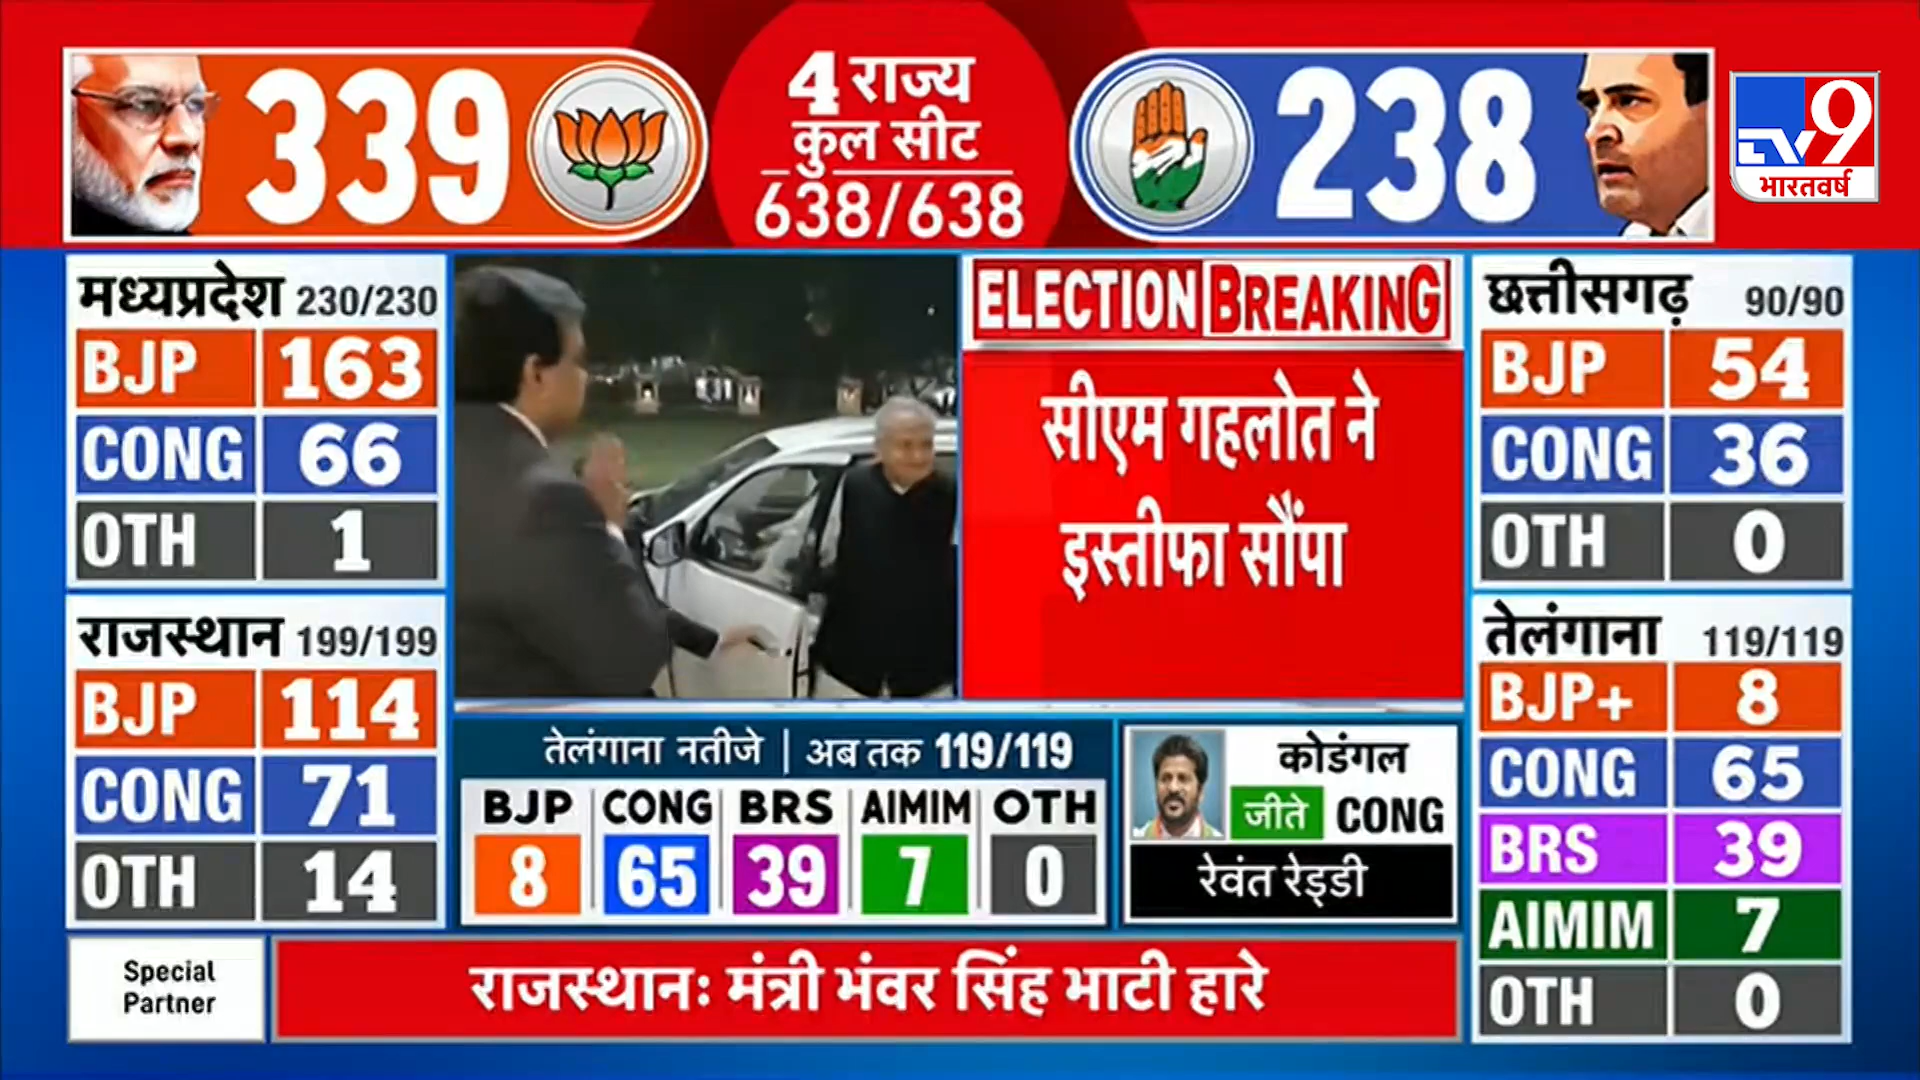 339
4 राज्य
कुल सीट
638/638
238
TV9
भारतवर्ष
मध्यप्रदेश 230/230
BJP 163
CONG 66
OTH 1
राजस्थान 199/199
BJP 114
CONG 71
OTH 14
ELECTION BREAKING
सीएम गहलोत ने
इस्तीफा सौंपा
छत्तीसगढ़ 90/90
BJP 54
CONG 36
OTH 0
तेलंगाना 119/119
BJP+ 8
CONG 65
BRS 39
AIMIM 7
OTH 0
तेलंगाना नतीजे | अब तक 119/119
BJP CONG BRS AIMIM OTH
8 65 39 7 0
कोडंगल
जीते CONG
रेवंत रेड्डी
Special
Partner
राजस्थानः मंत्री भंवर सिंह भाटी हारे